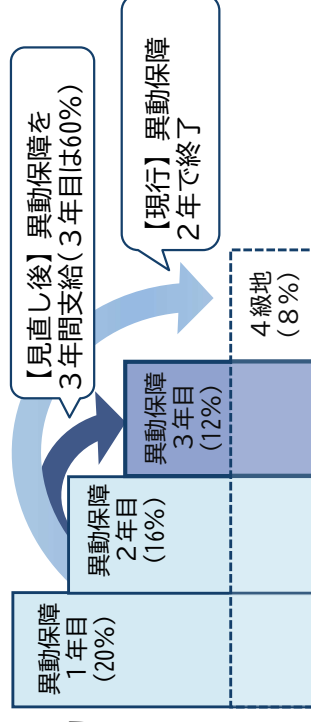 【見直し後】異動保障を
3年間支給(3年目は60%)
【現行】異動保障
2年で終了
異動保障
1年目
(20%)
異動保障
2年目
(16%)
異動保障
3年目
(12%)
4級地
(8%)